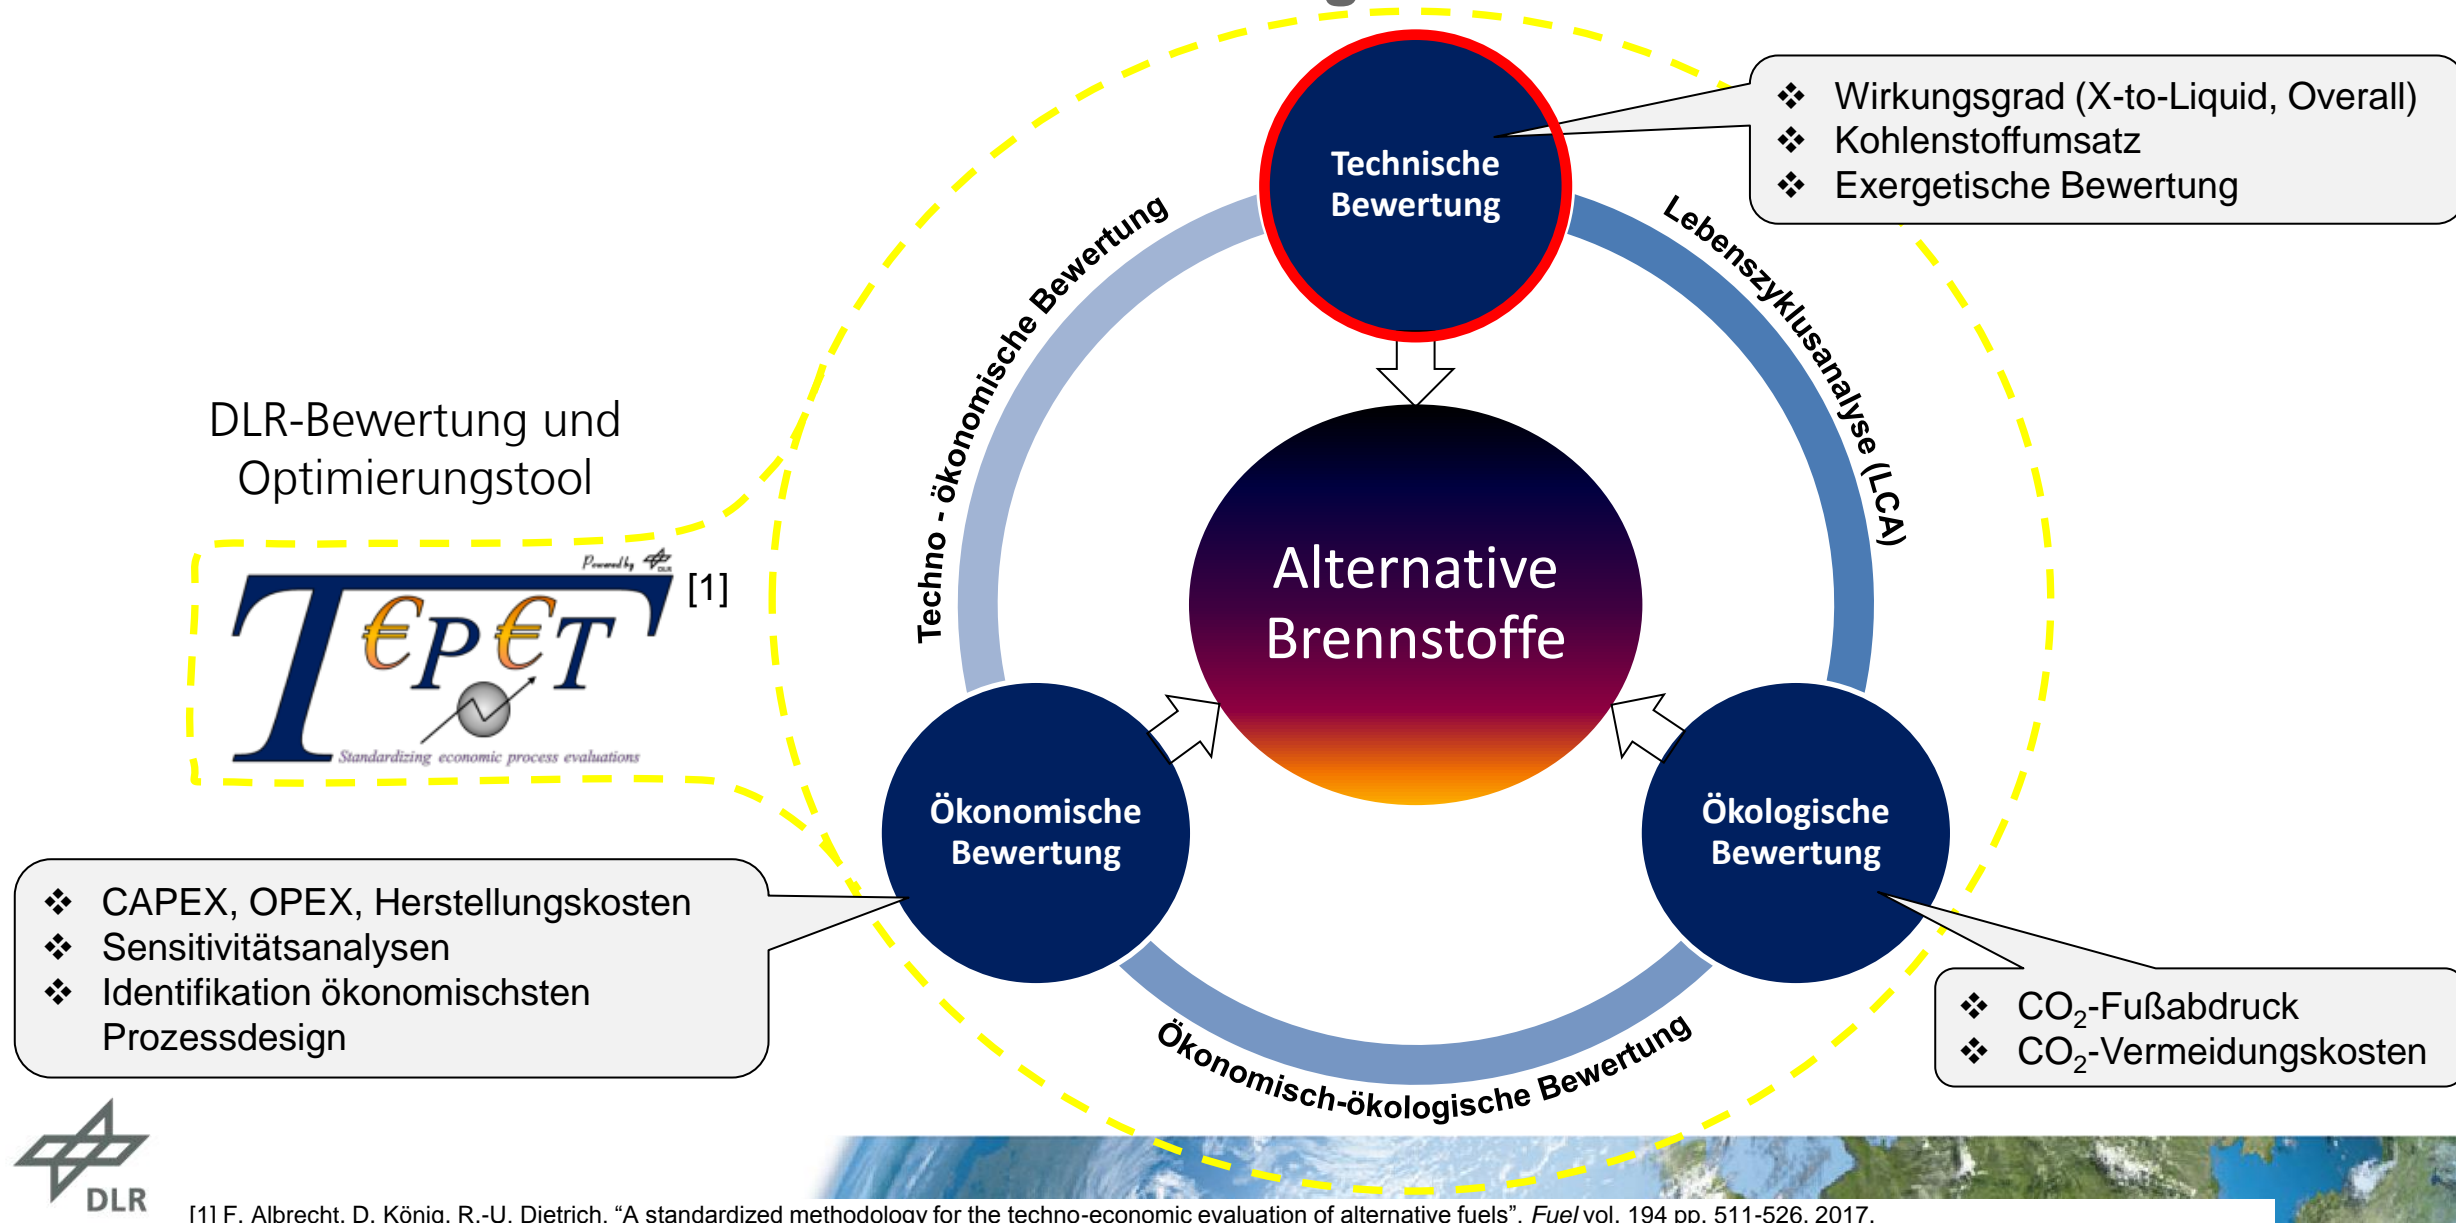 Technische
Bewertung
❖ Wirkungsgrad (X-to-Liquid, Overall)
❖ Kohlenstoffumsatz
❖ Exergetische Bewertung
Techno - ökonomische Bewertung
Lebenszyklusanalyse (LCA)
DLR-Bewertung und
Optimierungstool
Powered by DLR
T€P€T [1]
Standardizing economic process evaluations
Alternative
Brennstoffe
Ökonomische
Bewertung
Ökologische
Bewertung
❖ CAPEX, OPEX, Herstellungskosten
❖ Sensitivitätsanalysen
❖ Identifikation ökonomischsten
Prozessdesign
❖ CO₂-Fußabdruck
❖ CO₂-Vermeidungskosten
Ökonomisch-ökologische Bewertung
DLR
[1] F. Albrecht, D. König, R.-U. Dietrich, “A standardized methodology for the techno-economic evaluation of alternative fuels”, Fuel vol. 194 pp. 511-526, 2017.